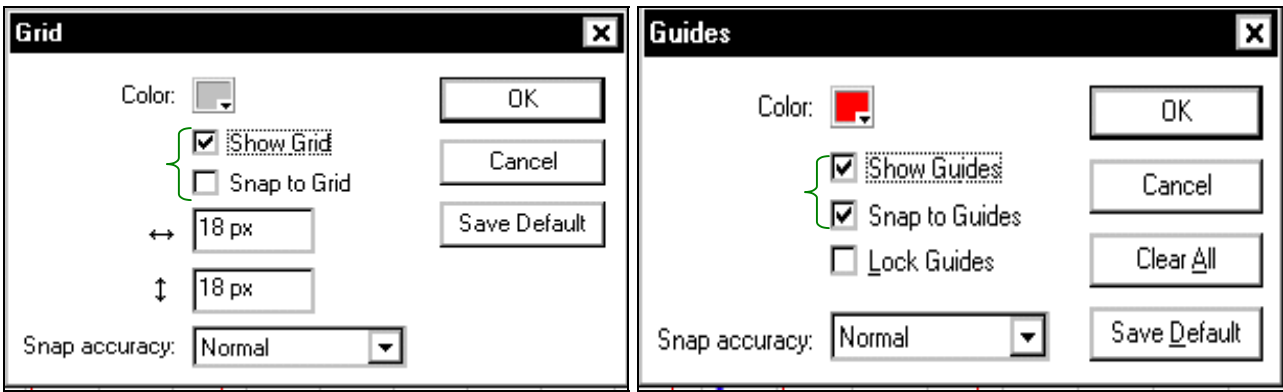 Grid
Color:
OK
Show Grid
Cancel
Snap to Grid
18 px
Save Default
18 px
Snap accuracy: Normal
Guides
Color:
OK
Show Guides
Cancel
Snap to Guides
Lock Guides
Clear All
Snap accuracy: Normal
Save Default